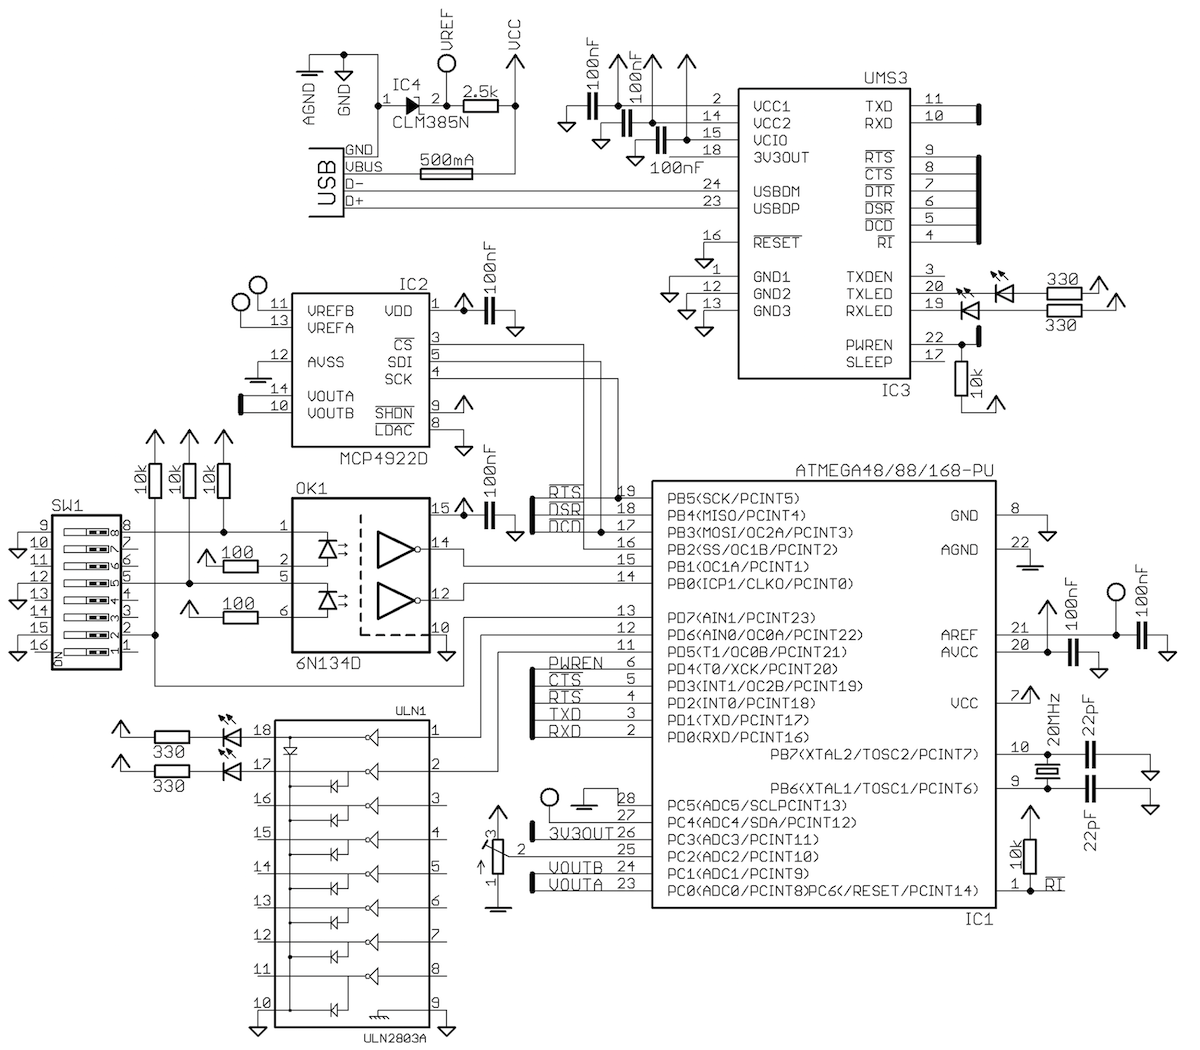 VREF
VCC
AGND
GND
IC4
1
2
2.5k
CLM385N
USB
GND
VBUS
D-
D+
500mA
100nF
100nF
100nF
UMS3
2 VCC1
14 VCC2
15 VCIO
18 3V3OUT
24 USBDM
23 USBDP
16 RESET
1 GND1
12 GND2
13 GND3
TXD 11
RXD 10
RTS 9
CTS 8
DTR 7
DSR 6
DCD 5
RI 4
TXDEN 3
TXLED 20
RXLED 19
PWREN 22
SLEEP 17
330
330
10k
IC3
IC2
11 VREFB
13 VREFA
12 AVSS
14 VOUTA
10 VOUTB
VDD 1
CS 3
SDI 5
SCK 4
SHDN 9
LDAC 8
MCP4922D
100nF
10k
10k
10k
SW1
9 8 8
10 7 7
11 6 6
12 5 5
13 4 4
14 3 3
15 2 2
16 1 1
ON
100
100
OK1
1
2
5
6
15
14
12
10
6N134D
100nF
ULN1
330
330
18 1
17 2
16 3
15 4
14 5
13 6
12 7
11 8
10 9
ULN2803A
ATMEGA48/88/168-PU
RTS 19 PB5(SCK/PCINT5)
DSR 18 PB4(MISO/PCINT4)
DCD 17 PB3(MOSI/OC2A/PCINT3)
16 PB2(SS/OC1B/PCINT2)
15 PB1(OC1A/PCINT1)
14 PB0(ICP1/CLKO/PCINT0)
13 PD7(AIN1/PCINT23)
12 PD6(AIN0/OC0A/PCINT22)
11 PD5(T1/OC0B/PCINT21)
PWREN 6 PD4(T0/XCK/PCINT20)
CTS 5 PD3(INT1/OC2B/PCINT19)
RTS 4 PD2(INT0/PCINT18)
TXD 3 PD1(TXD/PCINT17)
RXD 2 PD0(RXD/PCINT16)
28 PC5(ADC5/SCLPCINT13)
27 PC4(ADC4/SDA/PCINT12)
3V3OUT 26 PC3(ADC3/PCINT11)
25 PC2(ADC2/PCINT10)
VOUTB 24 PC1(ADC1/PCINT9)
VOUTA 23 PC0(ADC0/PCINT8)PC6(/RESET/PCINT14)
3
2
1
GND 8
AGND 22
AREF 21
AVCC 20
VCC 7
PB7(XTAL2/TOSC2/PCINT7) 10
PB6(XTAL1/TOSC1/PCINT6) 9
1 RI
100nF
100nF
20MHz
22pF
22pF
10k
IC1